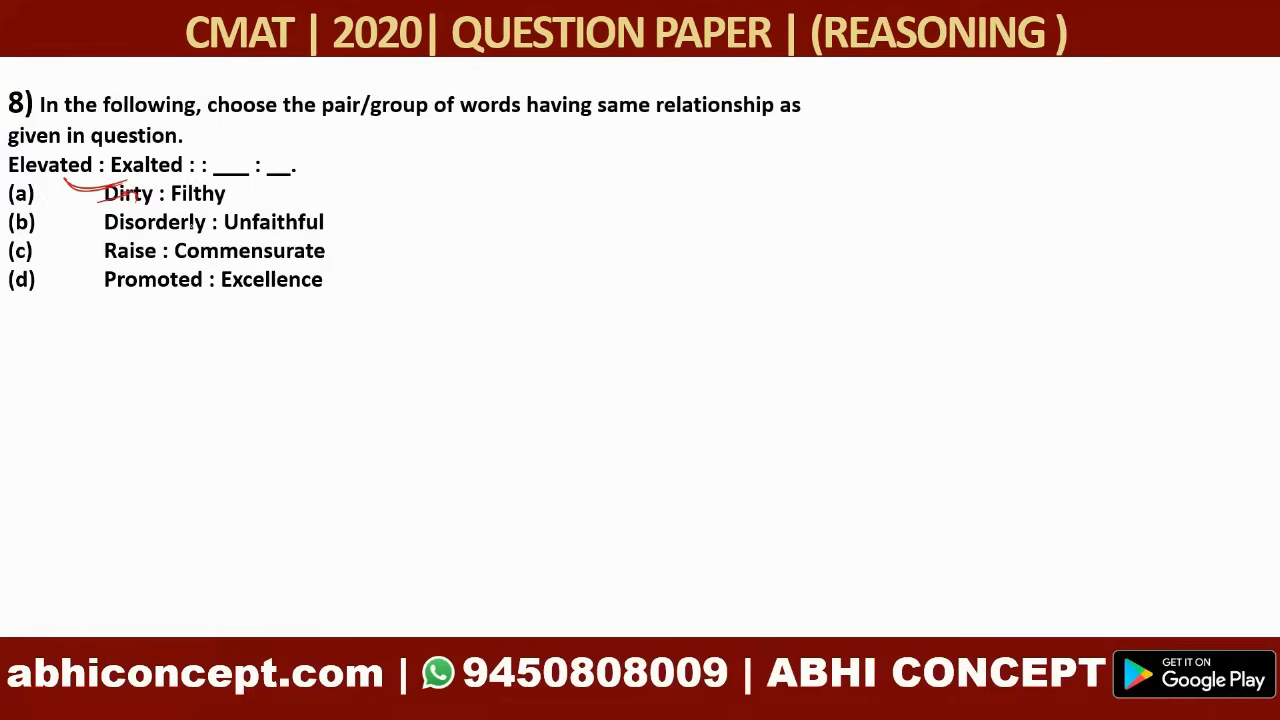 CMAT | 2020| QUESTION PAPER | (REASONING )
8) In the following, choose the pair/group of words having same relationship as
given in question.
Elevated : Exalted : : ___ : __.
(a) Dirty : Filthy
(b) Disorderly : Unfaithful
(c) Raise : Commensurate
(d) Promoted : Excellence
abhiconcept.com | 9450808009 | ABHI CONCEPT
GET IT ON
Google Play